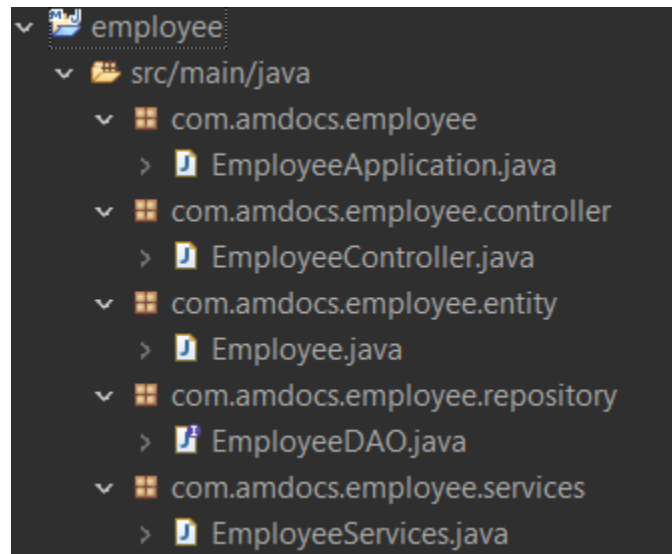 employee
src/main/java
com.amdocs.employee
EmployeeApplication.java
com.amdocs.employee.controller
EmployeeController.java
com.amdocs.employee.entity
Employee.java
com.amdocs.employee.repository
EmployeeDAO.java
com.amdocs.employee.services
EmployeeServices.java